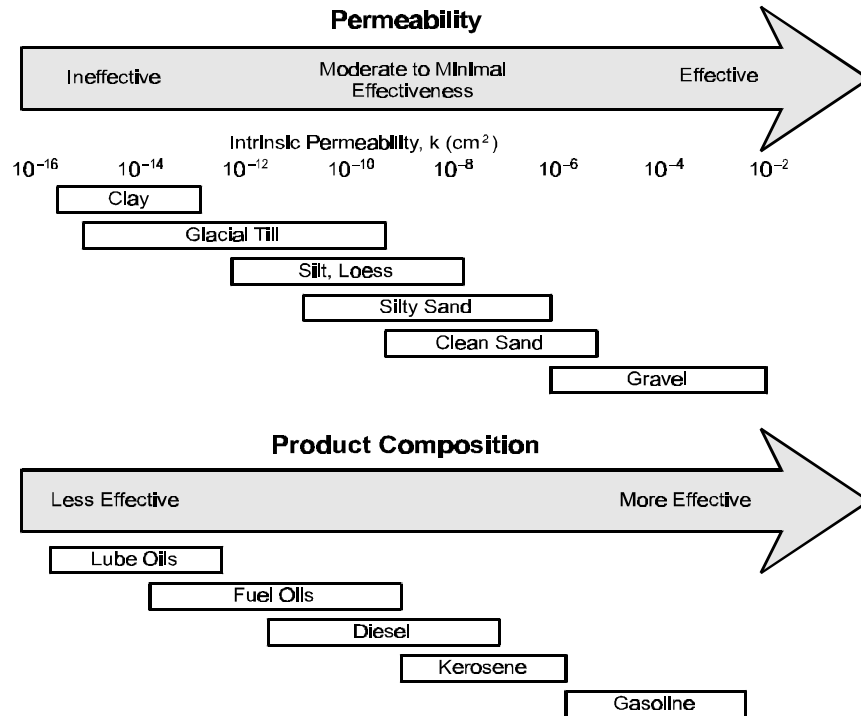 Permeability
Ineffective
Moderate to Minimal
Effectiveness
Effective
Intrinsic Permeability, k (cm²)
10⁻¹⁶ 10⁻¹⁴ 10⁻¹² 10⁻¹⁰ 10⁻⁸ 10⁻⁶ 10⁻⁴ 10⁻²
Clay
Glacial Till
Silt, Loess
Silty Sand
Clean Sand
Gravel
Product Composition
Less Effective More Effective
Lube Oils
Fuel Oils
Diesel
Kerosene
Gasoline